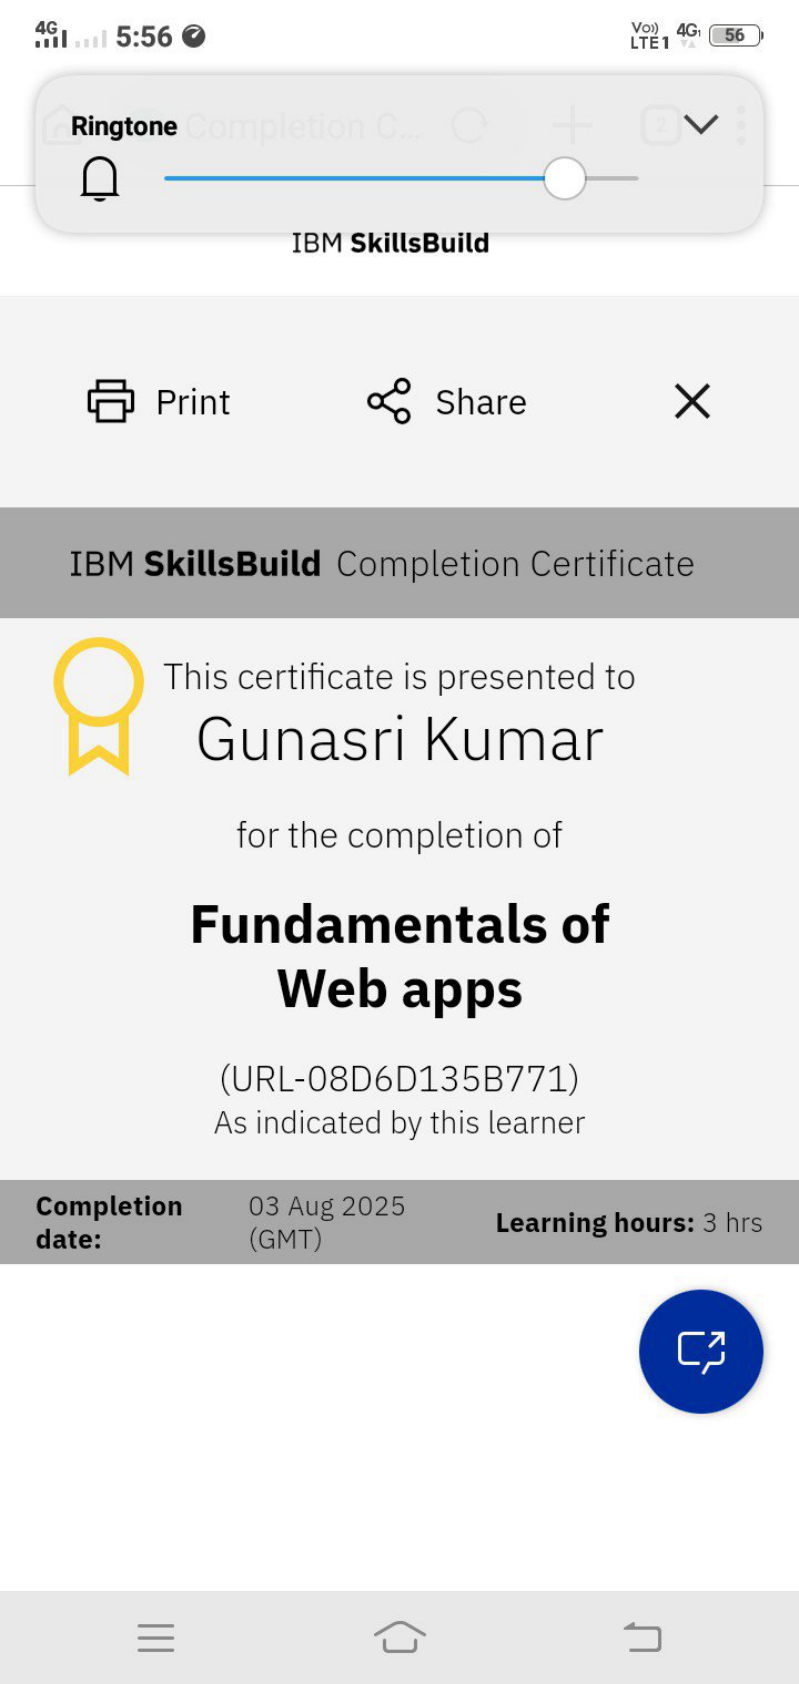 4G 5:56 Vo)) LTE1 4G 56
Ringtone
Completion C... 2
IBM SkillsBuild
Print Share
IBM SkillsBuild Completion Certificate
This certificate is presented to
Gunasri Kumar
for the completion of
Fundamentals of
Web apps
(URL-08D6D135B771)
As indicated by this learner
Completion date: 03 Aug 2025 (GMT) Learning hours: 3 hrs